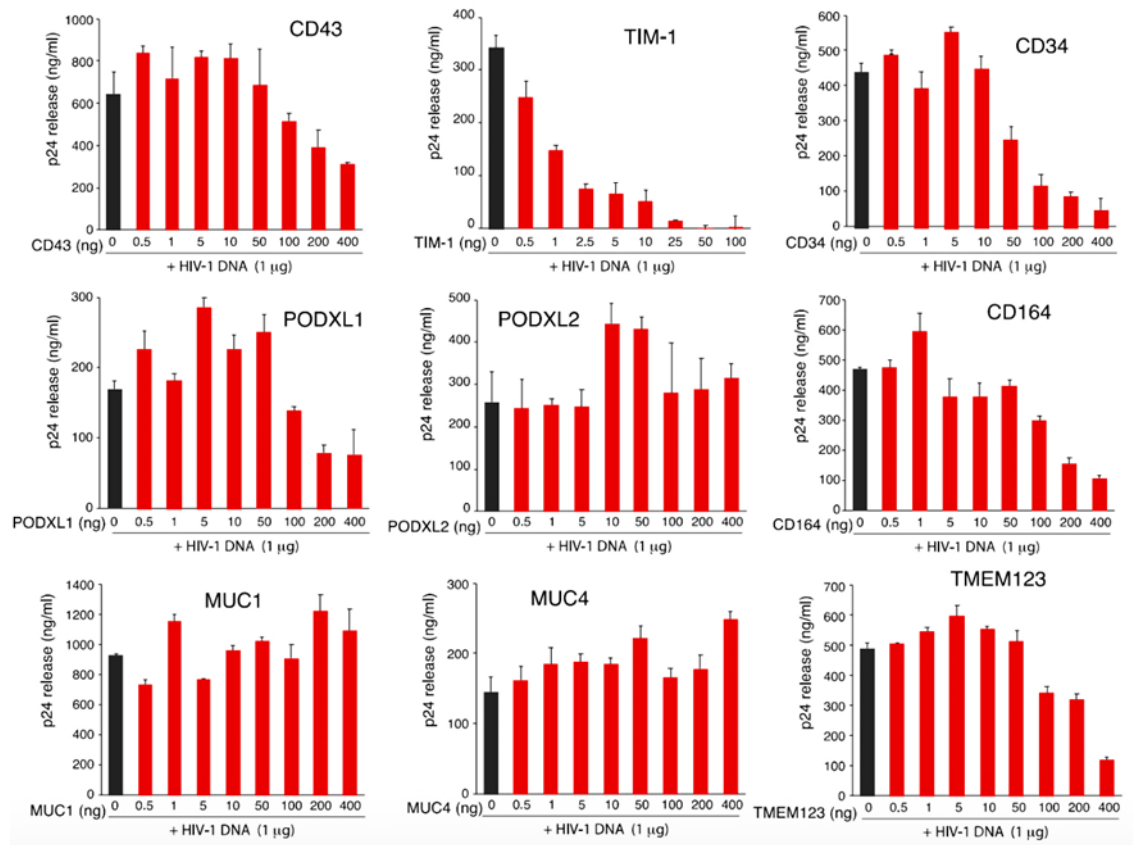 CD43
p24 release (ng/ml)
1000
800
600
400
200
0
CD43 (ng) 0 0.5 1 5 10 50 100 200 400
+ HIV-1 DNA (1 μg)
TIM-1
p24 release (ng/ml)
400
300
200
100
0
TIM-1 (ng) 0 0.5 1 2.5 5 10 25 50 100
+ HIV-1 DNA (1 μg)
CD34
p24 release (ng/ml)
600
500
400
300
200
100
0
CD34 (ng) 0 0.5 1 5 10 50 100 200 400
+ HIV-1 DNA (1 μg)
PODXL1
p24 release (ng/ml)
300
200
100
0
PODXL1 (ng) 0 0.5 1 5 10 50 100 200 400
+ HIV-1 DNA (1 μg)
PODXL2
p24 release (ng/ml)
500
400
300
200
100
0
PODXL2 (ng) 0 0.5 1 5 10 50 100 200 400
+ HIV-1 DNA (1 μg)
CD164
p24 release (ng/ml)
700
600
500
400
300
200
100
0
CD164 (ng) 0 0.5 1 5 10 50 100 200 400
+ HIV-1 DNA (1 μg)
MUC1
p24 release (ng/ml)
1400
1200
1000
800
600
400
200
0
MUC1 (ng) 0 0.5 1 5 10 50 100 200 400
+ HIV-1 DNA (1 μg)
MUC4
p24 release (ng/ml)
300
200
100
0
MUC4 (ng) 0 0.5 1 5 10 50 100 200 400
+ HIV-1 DNA (1 μg)
TMEM123
p24 release (ng/ml)
700
600
500
400
300
200
100
0
TMEM123 (ng) 0 0.5 1 5 10 50 100 200 400
+ HIV-1 DNA (1 μg)